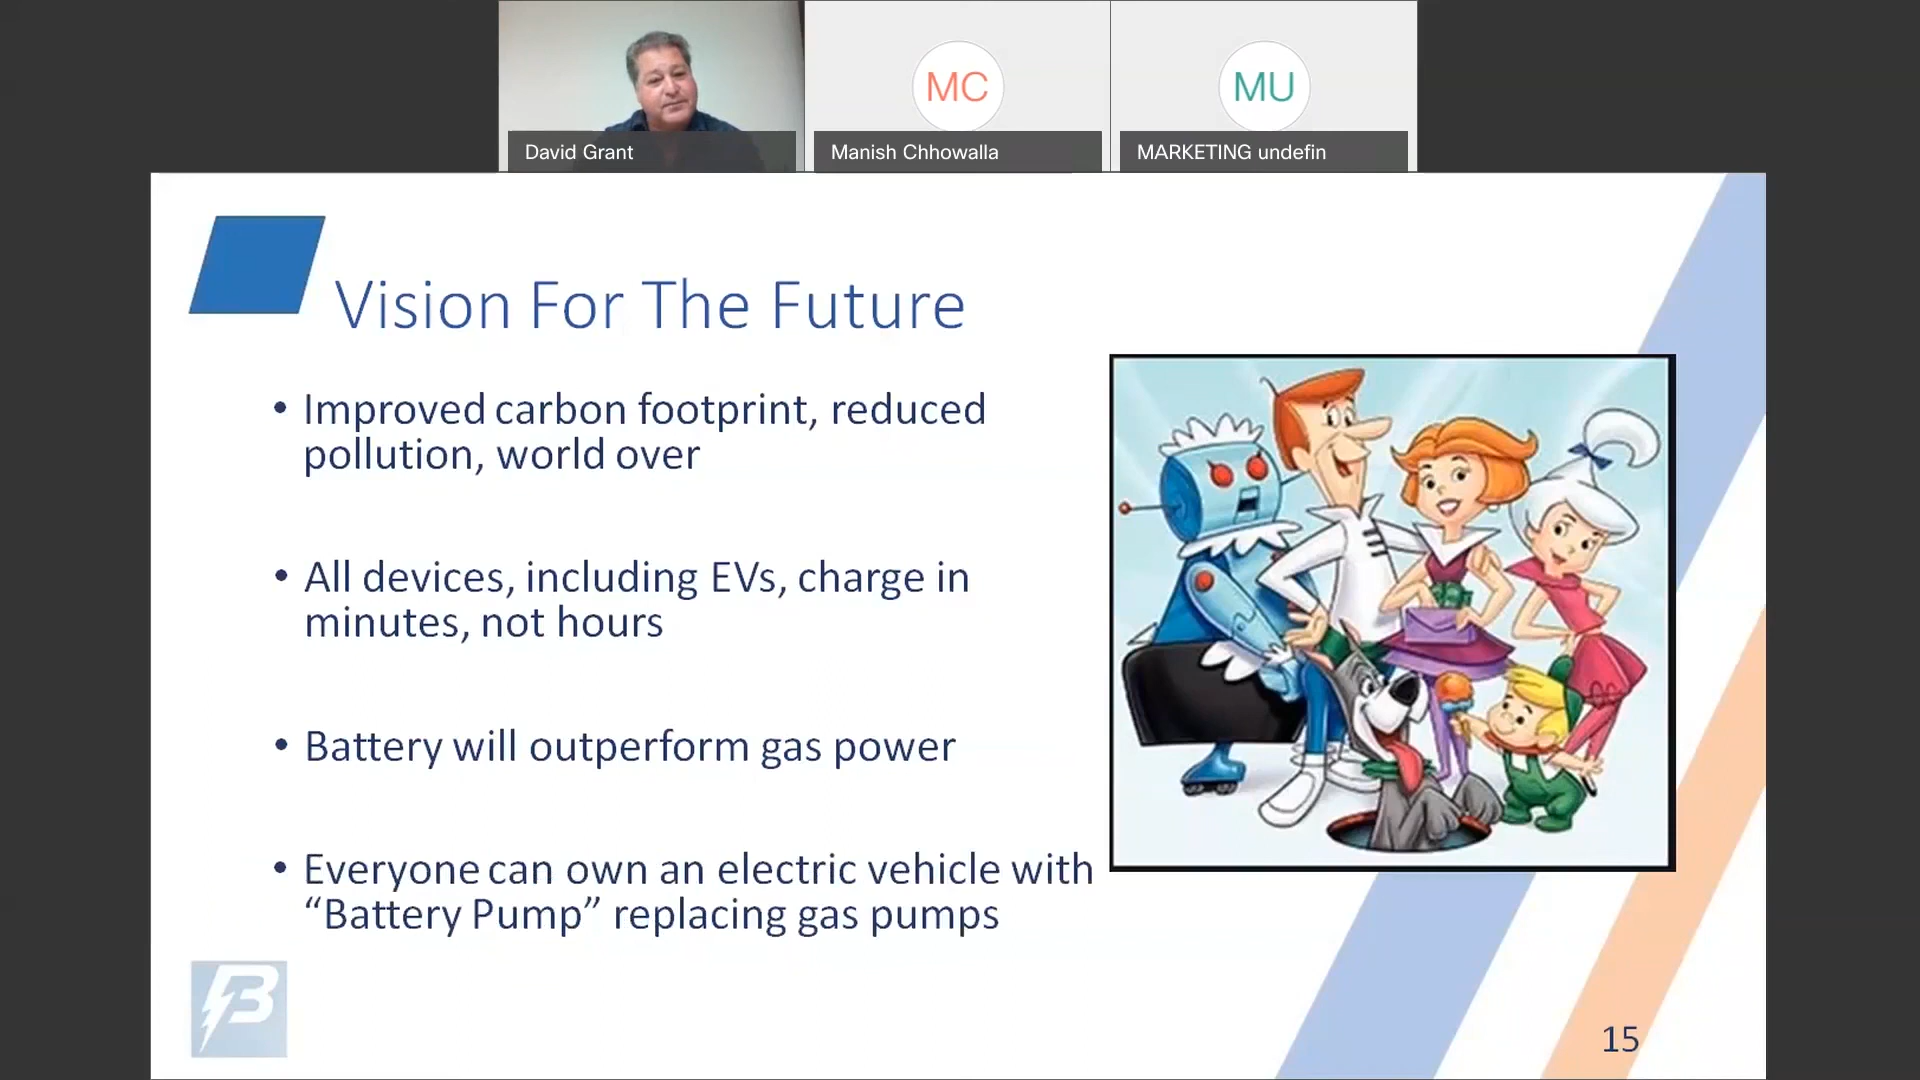 MC
MU
David Grant
Manish Chhowalla
MARKETING undefin
Vision For The Future
• Improved carbon footprint, reduced
pollution, world over
• All devices, including EVs, charge in
minutes, not hours
• Battery will outperform gas power
• Everyone can own an electric vehicle with
“Battery Pump” replacing gas pumps
B
15